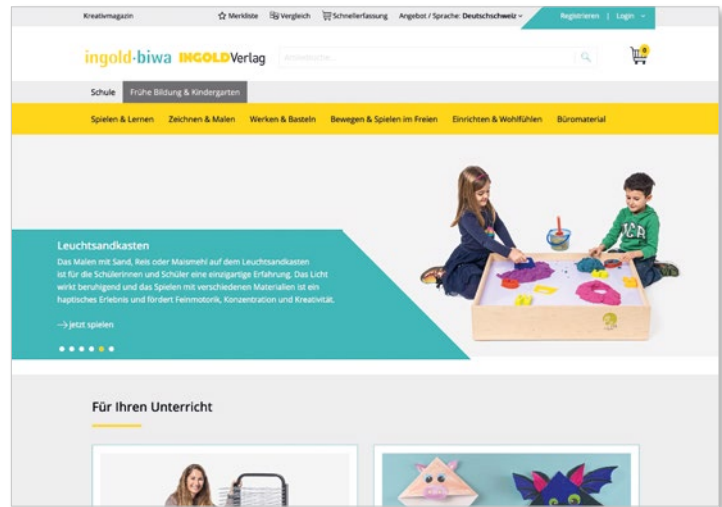 Kreativmagazin
Merkliste Vergleich Schnellerfassung Angebot / Sprache: Deutschschweiz
Registrieren | Login
ingold-biwa INGOLDVerlag
Artikelsuche...
0
Schule Frühe Bildung & Kindergarten
Spielen & Lernen Zeichnen & Malen Werken & Basteln Bewegen & Spielen im Freien Einrichten & Wohlfühlen Büromaterial
Leuchtsandkasten
Das Malen mit Sand, Reis oder Maismehl auf dem Leuchtsandkasten
ist für die Schülerinnen und Schüler eine einzigartige Erfahrung. Das Licht
wirkt beruhigend und das Spielen mit verschiedenen Materialien ist ein
haptisches Erlebnis und fördert Feinmotorik, Konzentration und Kreativität.
→ jetzt spielen
Für Ihren Unterricht